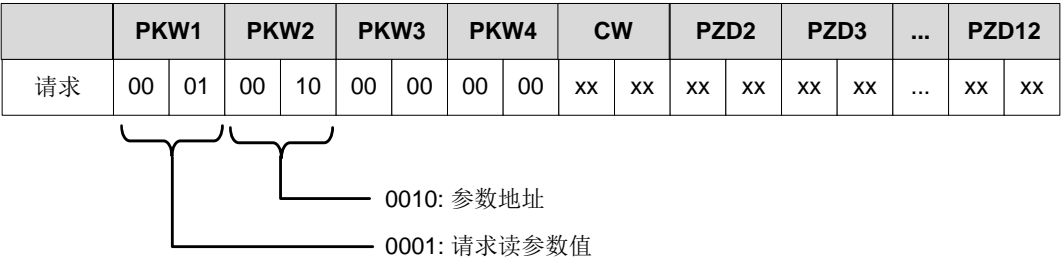 PKW1 PKW2 PKW3 PKW4 CW PZD2 PZD3 ... PZD12
请求 00 01 00 10 00 00 00 00 xx xx xx xx xx xx ... xx xx
0010: 参数地址
0001: 请求读参数值